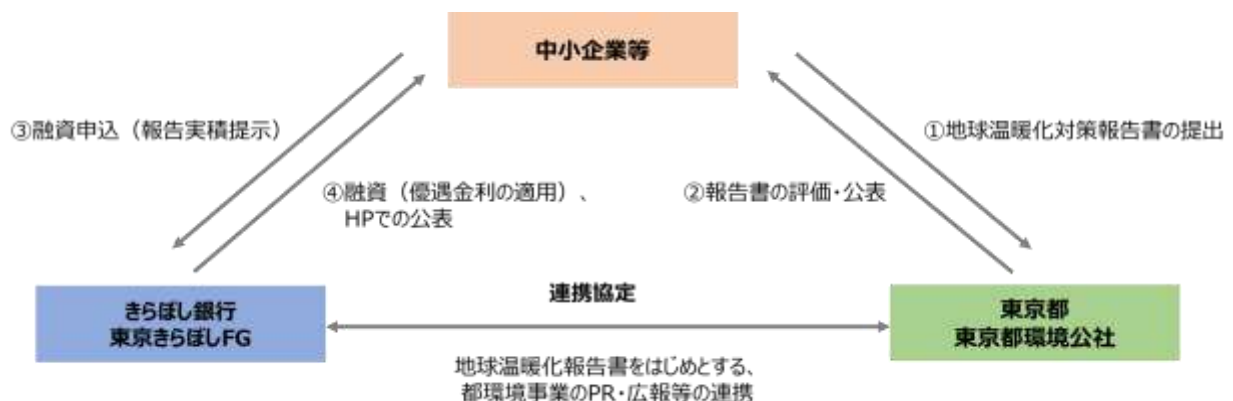 中小企業等
③融資申込（報告実績提示）
①地球温暖化対策報告書の提出
④融資（優遇金利の適用）、
HPでの公表
②報告書の評価・公表
きらぼし銀行
東京きらぼしFG
連携協定
東京都
東京都環境公社
地球温暖化報告書をはじめとする、
都環境事業のPR・広報等の連携